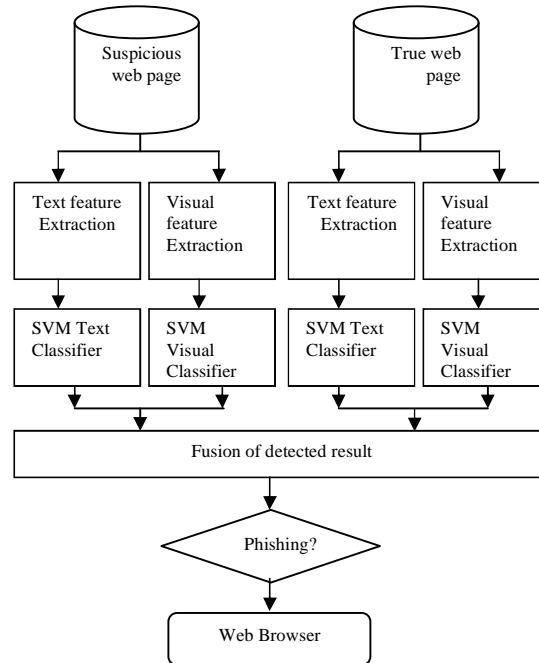 Suspicious
web page
True web
page
Text feature
Extraction
Visual
feature
Extraction
Text feature
Extraction
Visual
feature
Extraction
SVM Text
Classifier
SVM
Visual
Classifier
SVM Text
Classifier
SVM
Visual
Classifier
Fusion of detected result
Phishing?
Web Browser